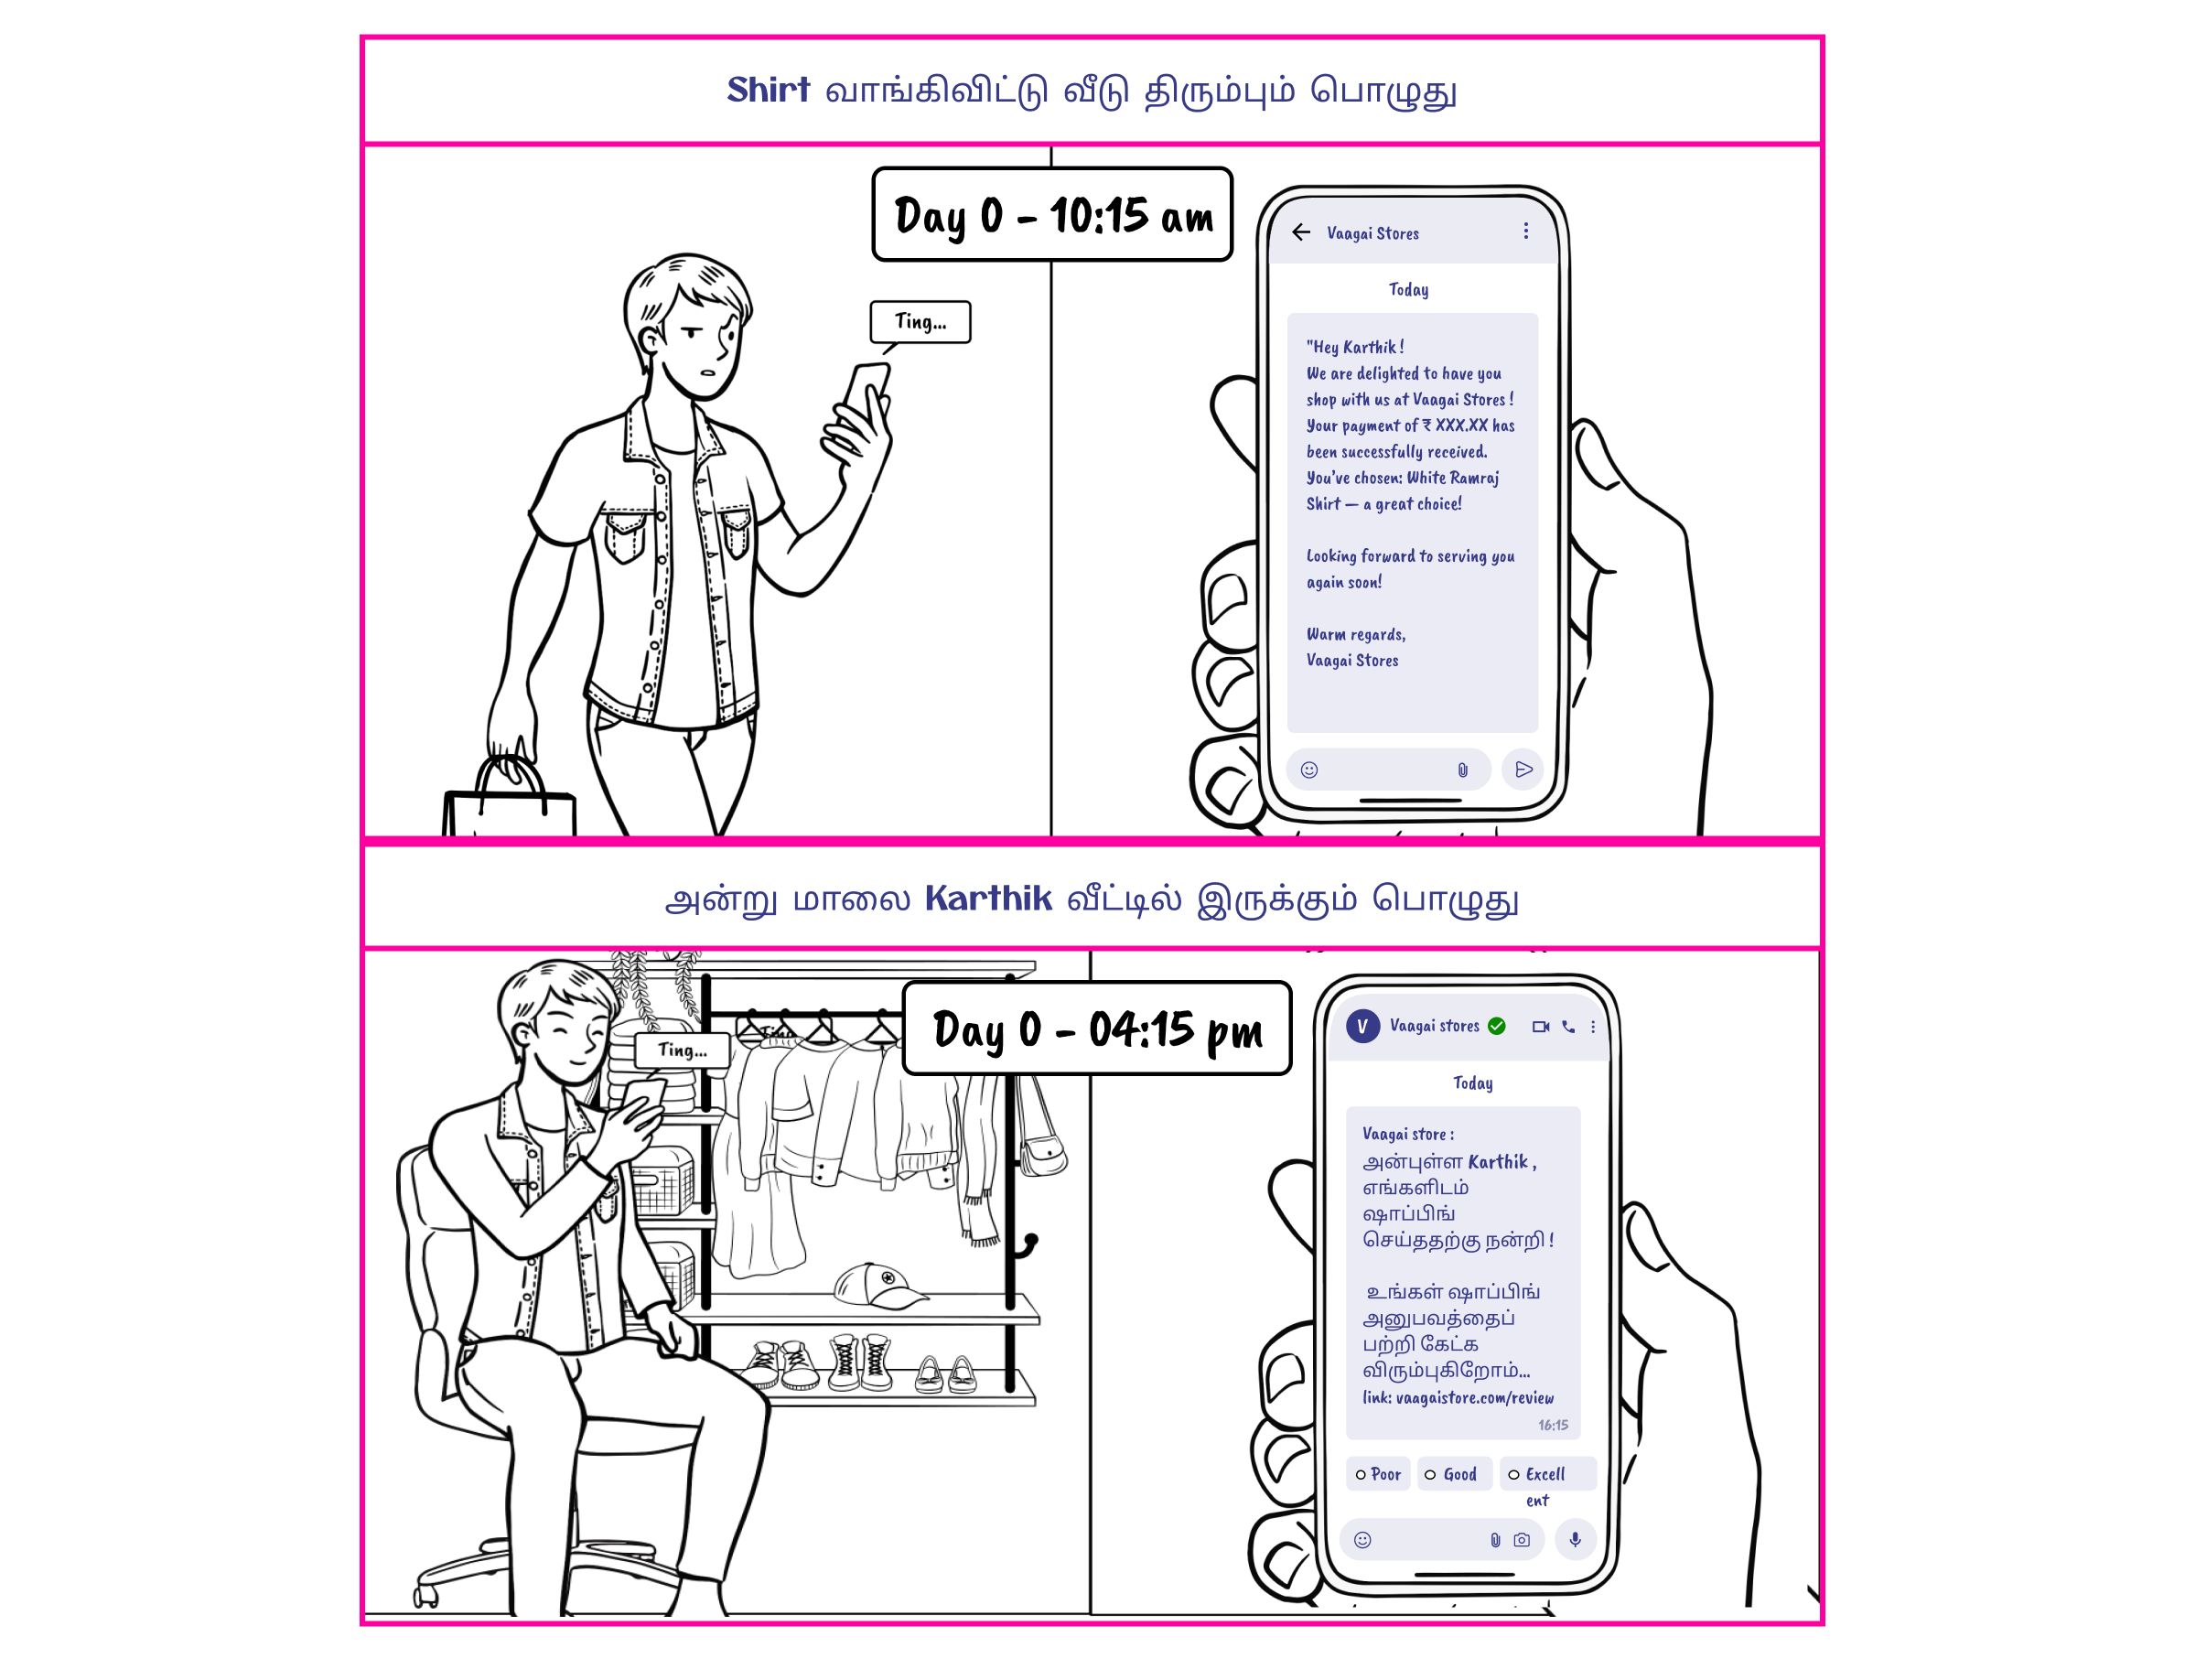 Shirt வாங்கிவிட்டு வீடு திரும்பும் பொழுது
Day 0 - 10:15 am
Ting...
Vaagai Stores
Today
"Hey Karthik !
We are delighted to have you
shop with us at Vaagai Stores !
Your payment of ₹ XXX.XX has
been successfully received.
You’ve chosen: White Ramraj
Shirt — a great choice!
Looking forward to serving you
again soon!
Warm regards,
Vaagai Stores
அன்று மாலை Karthik வீட்டில் இருக்கும் பொழுது
Day 0 - 04:15 pm
Ting...
Ting
V Vaagai stores
Today
Vaagai store :
அன்புள்ள Karthik ,
எங்களிடம்
ஷாப்பிங்
செய்ததற்கு நன்றி !
உங்கள் ஷாப்பிங்
அனுபவத்தைப்
பற்றி கேட்க
விரும்புகிறோம்...
link: vaagaistore.com/review
16:15
Poor Good Excell
ent